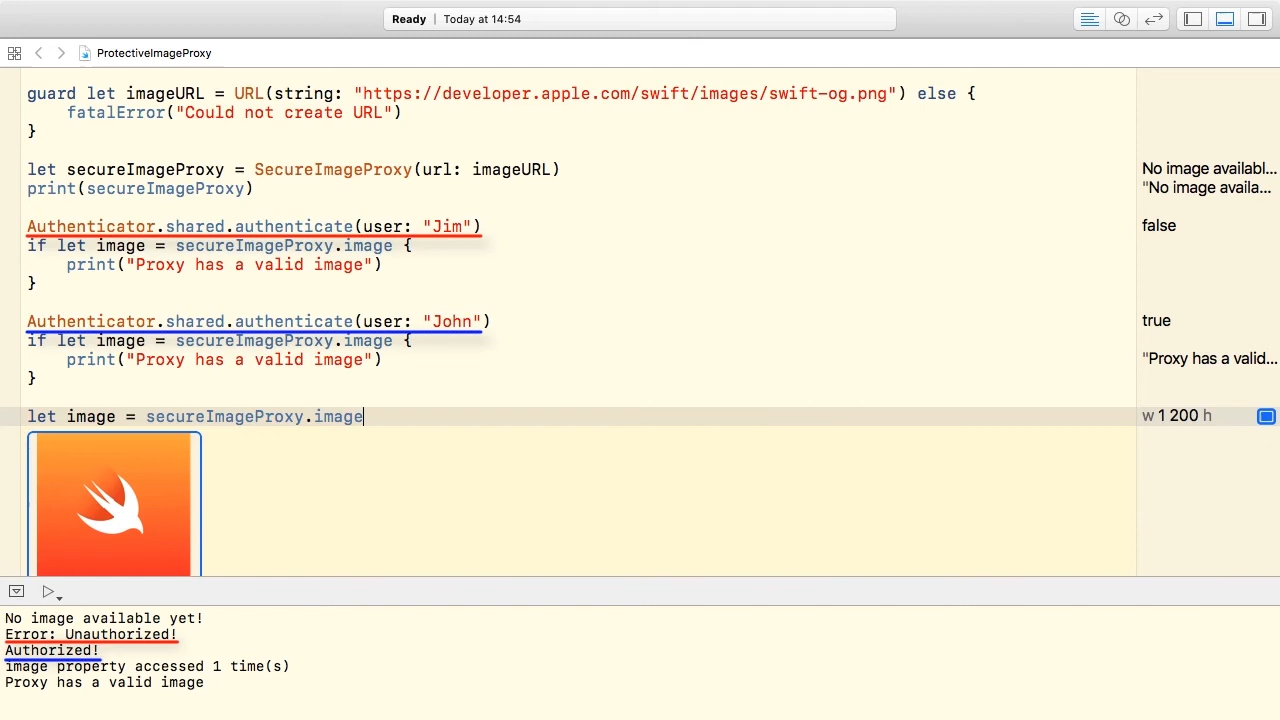 Ready | Today at 14:54
ProtectiveImageProxy
guard let imageURL = URL(string: "https://developer.apple.com/swift/images/swift-og.png") else {
    fatalError("Could not create URL")
}
let secureImageProxy = SecureImageProxy(url: imageURL)
No image availabl...
print(secureImageProxy)
"No image availa...
Authenticator.shared.authenticate(user: "Jim")
false
if let image = secureImageProxy.image {
    print("Proxy has a valid image")
}
Authenticator.shared.authenticate(user: "John")
true
if let image = secureImageProxy.image {
    print("Proxy has a valid image")
"Proxy has a valid...
}
let image = secureImageProxy.image
w 1 200 h
No image available yet!
Error: Unauthorized!
Authorized!
image property accessed 1 time(s)
Proxy has a valid image